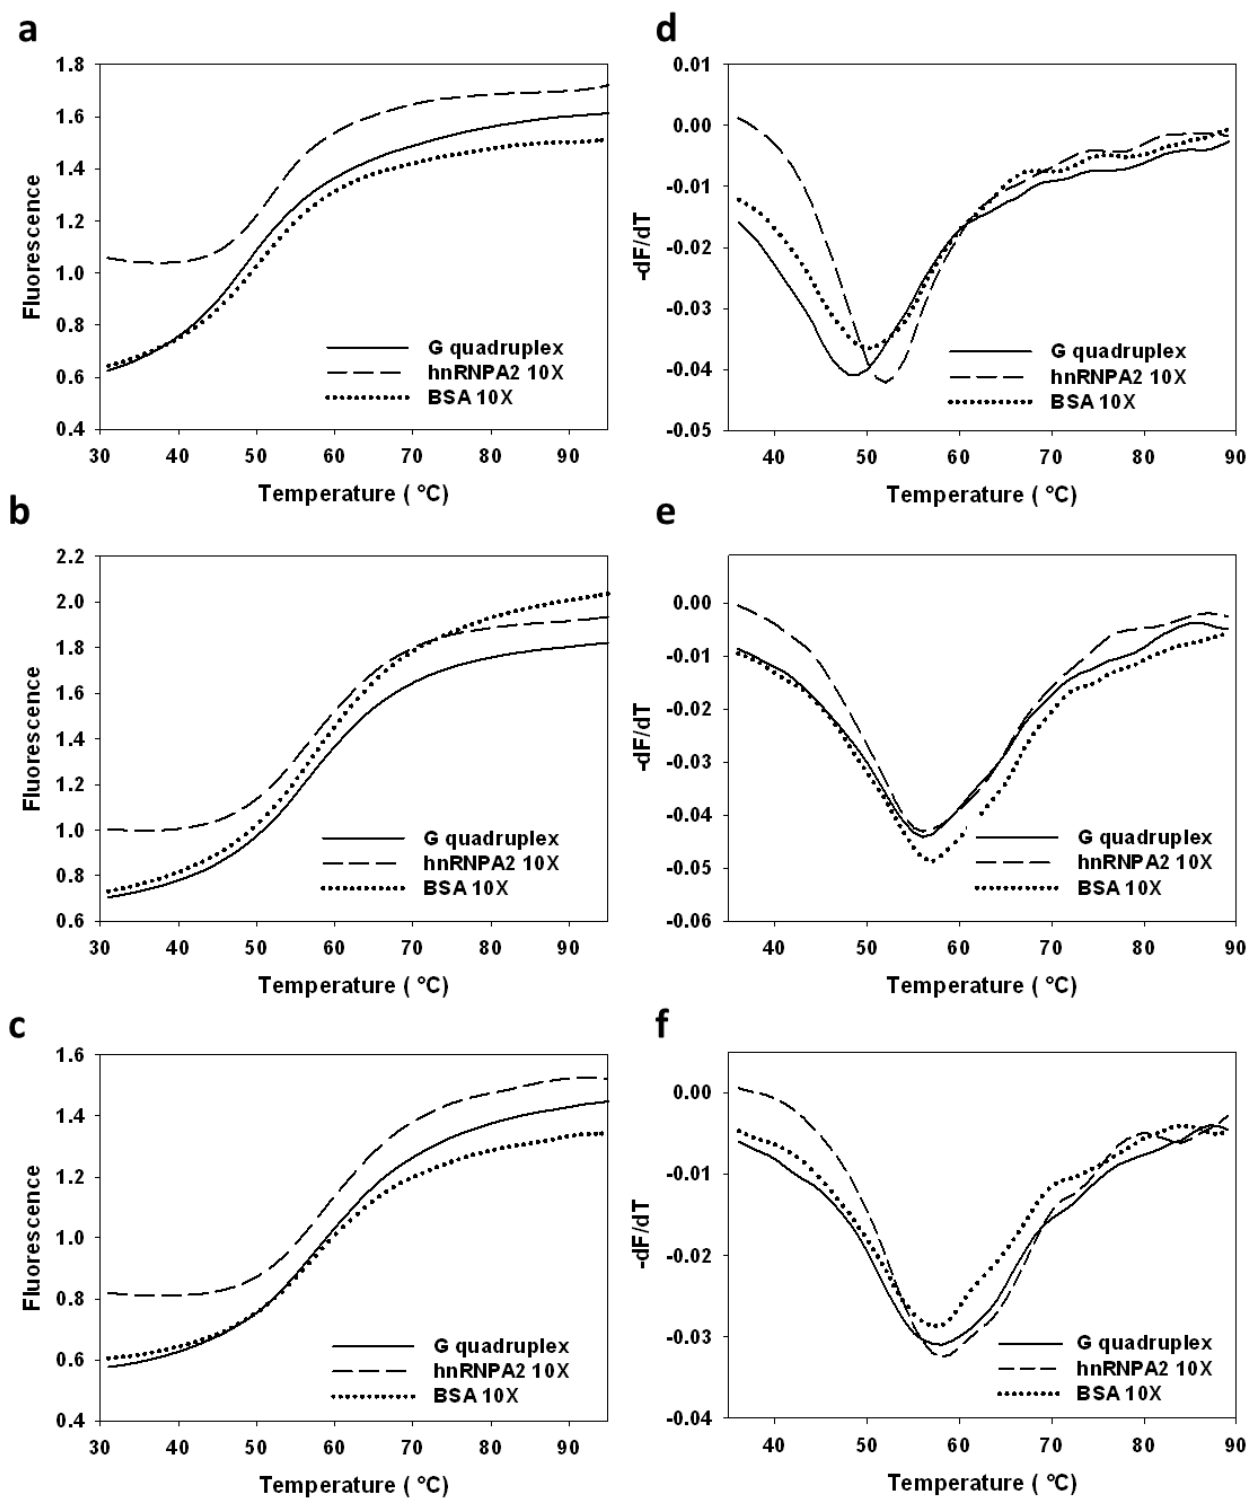 a
1.8
1.6
1.4
1.2
1.0
0.8
0.6
0.4
Fluorescence
G quadruplex
hnRNPA2 10X
BSA 10X
30 40 50 60 70 80 90
Temperature ( °C)
d
0.01
0.00
-0.01
-0.02
-0.03
-0.04
-0.05
-dF/dT
G quadruplex
hnRNPA2 10X
BSA 10X
40 50 60 70 80 90
Temperature ( °C)
b
2.2
2.0
1.8
1.6
1.4
1.2
1.0
0.8
0.6
Fluorescence
G quadruplex
hnRNPA2 10X
BSA 10X
30 40 50 60 70 80 90
Temperature ( °C)
e
0.00
-0.01
-0.02
-0.03
-0.04
-0.05
-0.06
-dF/dT
G quadruplex
hnRNPA2 10X
BSA 10X
40 50 60 70 80 90
Temperature ( °C)
c
1.6
1.4
1.2
1.0
0.8
0.6
0.4
Fluorescence
G quadruplex
hnRNPA2 10X
BSA 10X
30 40 50 60 70 80 90
Temperature ( °C)
f
0.00
-0.01
-0.02
-0.03
-0.04
-dF/dT
G quadruplex
hnRNPA2 10X
BSA 10X
40 50 60 70 80 90
Temperature ( °C)